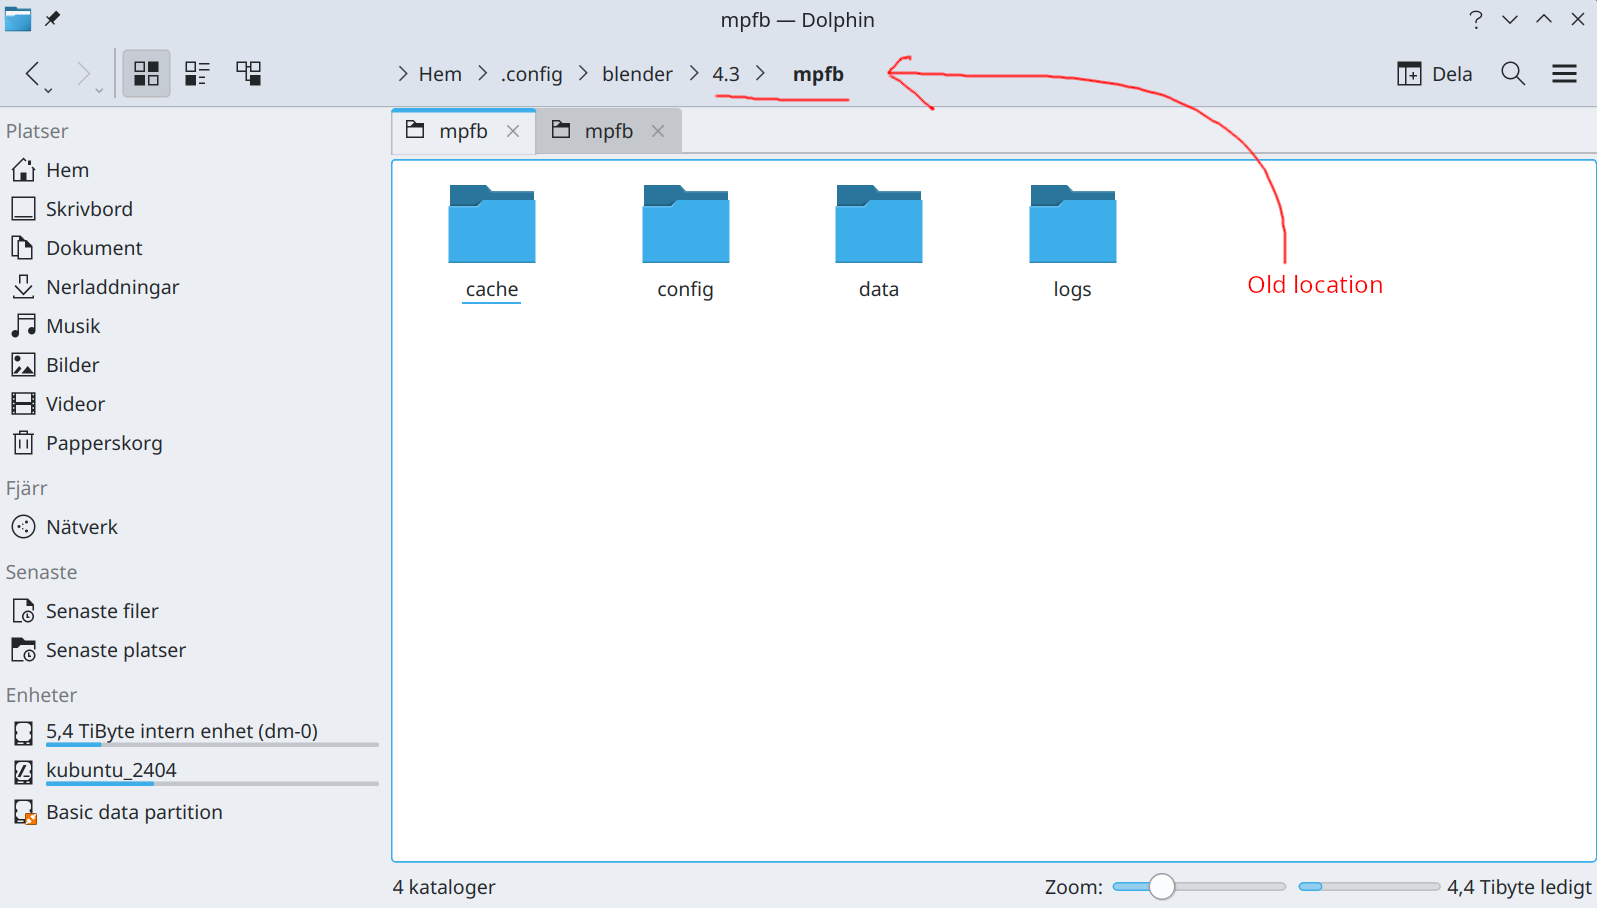 mpfb — Dolphin
Hem .config blender 4.3 mpfb
Dela
Platser
mpfb mpfb
Hem
Skrivbord
Dokument
Nerladdningar
Musik
Bilder
Videor
Papperskorg
Fjärr
Nätverk
Senaste
Senaste filer
Senaste platser
Enheter
5,4 TiByte intern enhet (dm-0)
kubuntu_2404
Basic data partition
cache config data logs
Old location
4 kataloger
Zoom:
4,4 Tibyte ledigt